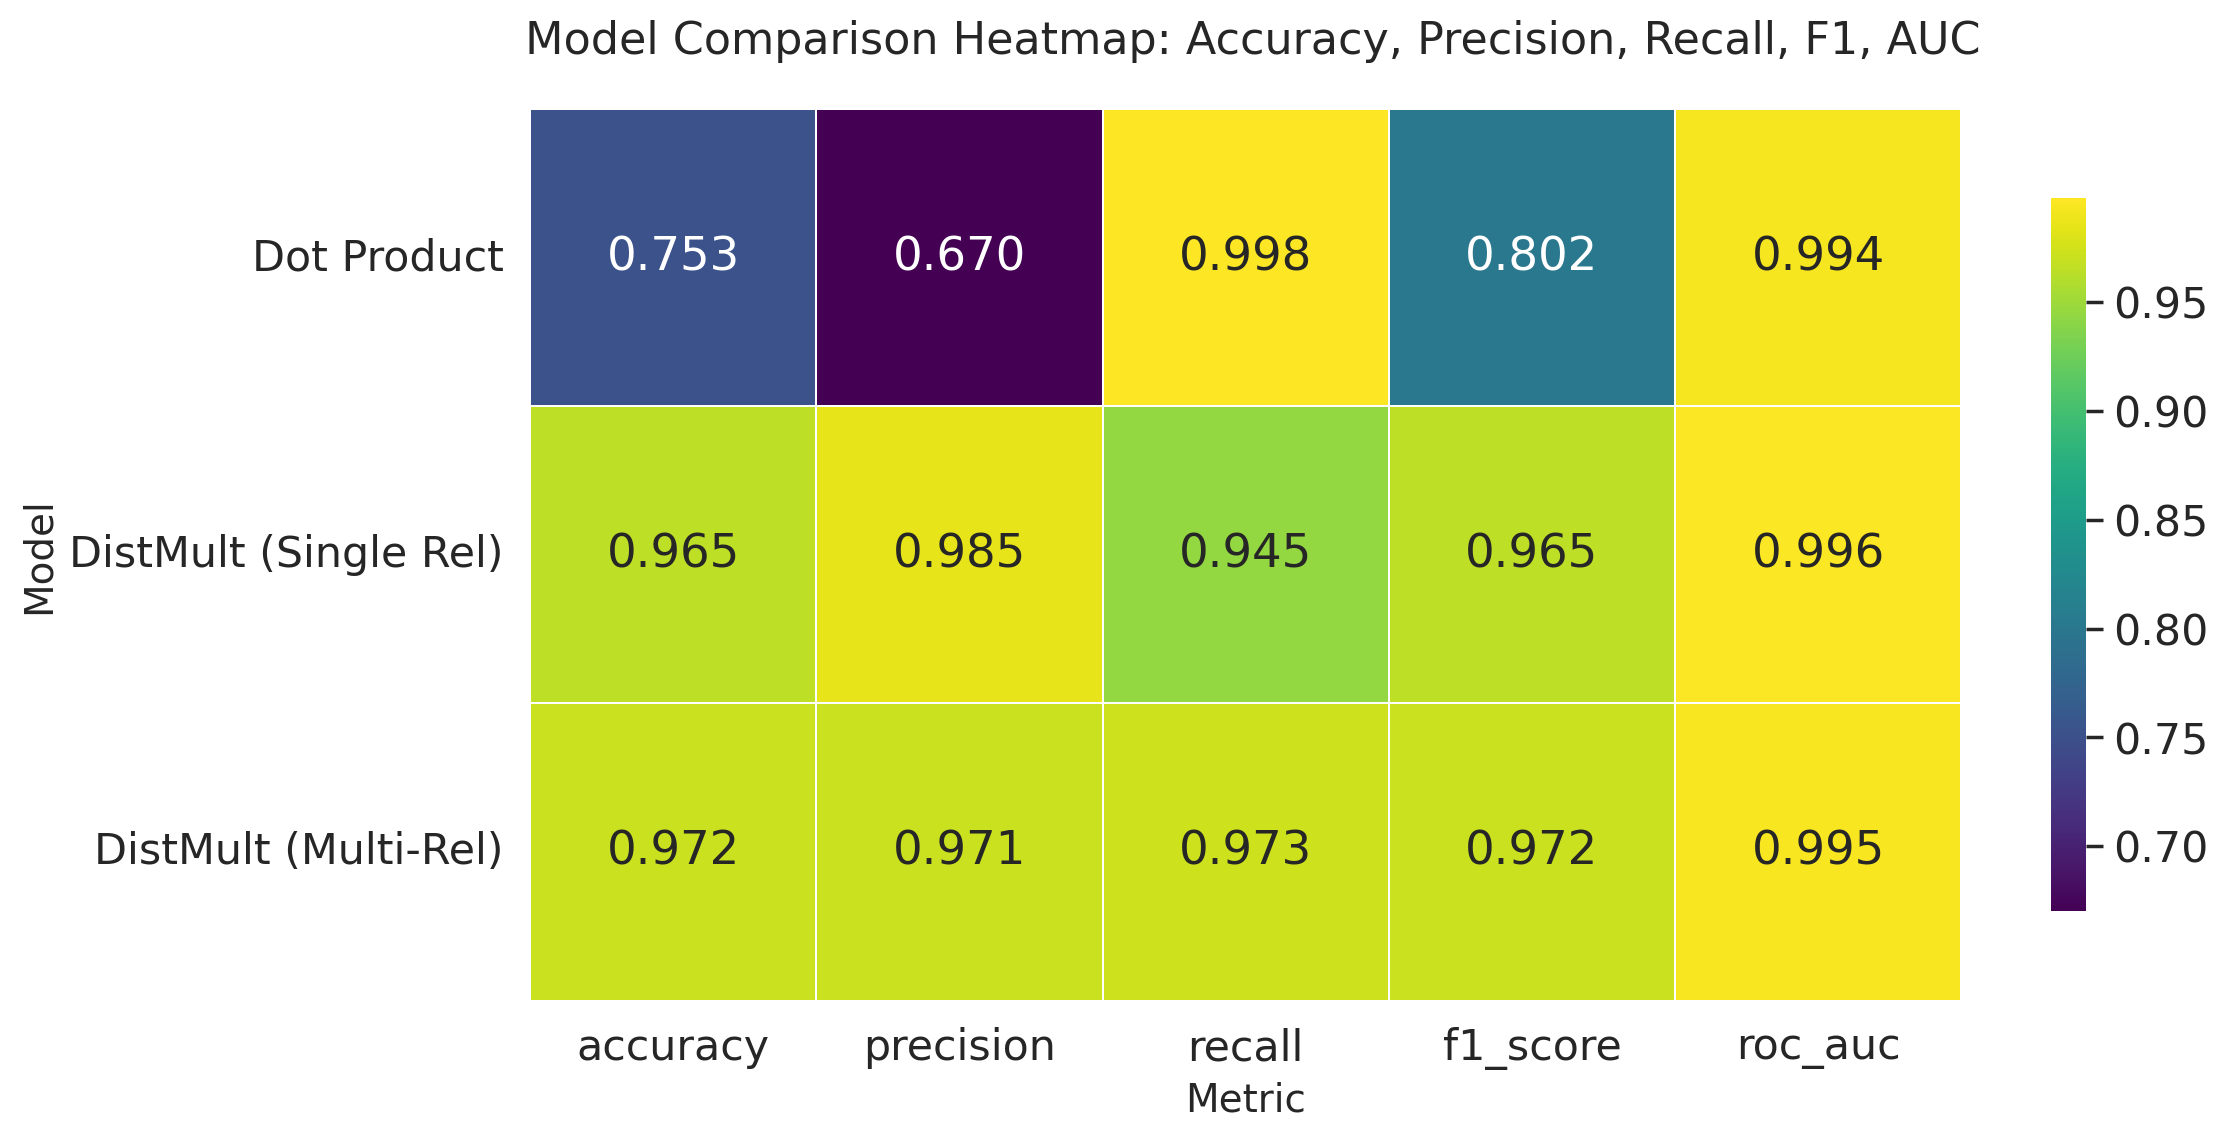 Model Comparison Heatmap: Accuracy, Precision, Recall, F1, AUC
Model
Dot Product
0.753 0.670 0.998 0.802 0.994
DistMult (Single Rel)
0.965 0.985 0.945 0.965 0.996
DistMult (Multi-Rel)
0.972 0.971 0.973 0.972 0.995
accuracy precision recall f1_score roc_auc
Metric
0.95
0.90
0.85
0.80
0.75
0.70